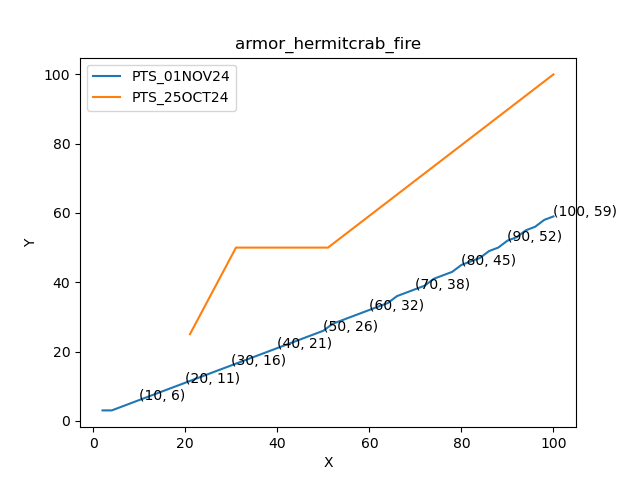 armor_hermitcrab_fire
PTS_01NOV24
PTS_25OCT24
Y
100
80
60
40
20
0
(100, 59)
(90, 52)
(80, 45)
(70, 38)
(60, 32)
(50, 26)
(40, 21)
(30, 16)
(20, 11)
(10, 6)
0 20 40 60 80 100
X